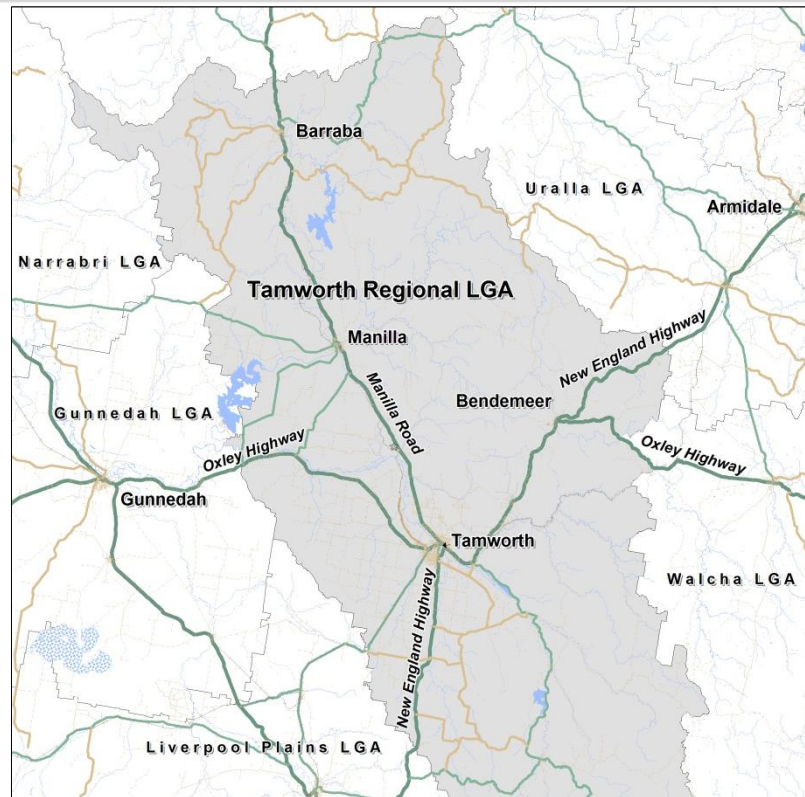 Barraba
Uralla LGA
Armidale
Narrabri LGA
Tamworth Regional LGA
Manilla
New England Highway
Manilla Road
Bendemeer
Gunnedah LGA
Oxley Highway
Oxley Highway
Gunnedah
Tamworth
Walcha LGA
New England Highway
Liverpool Plains LGA